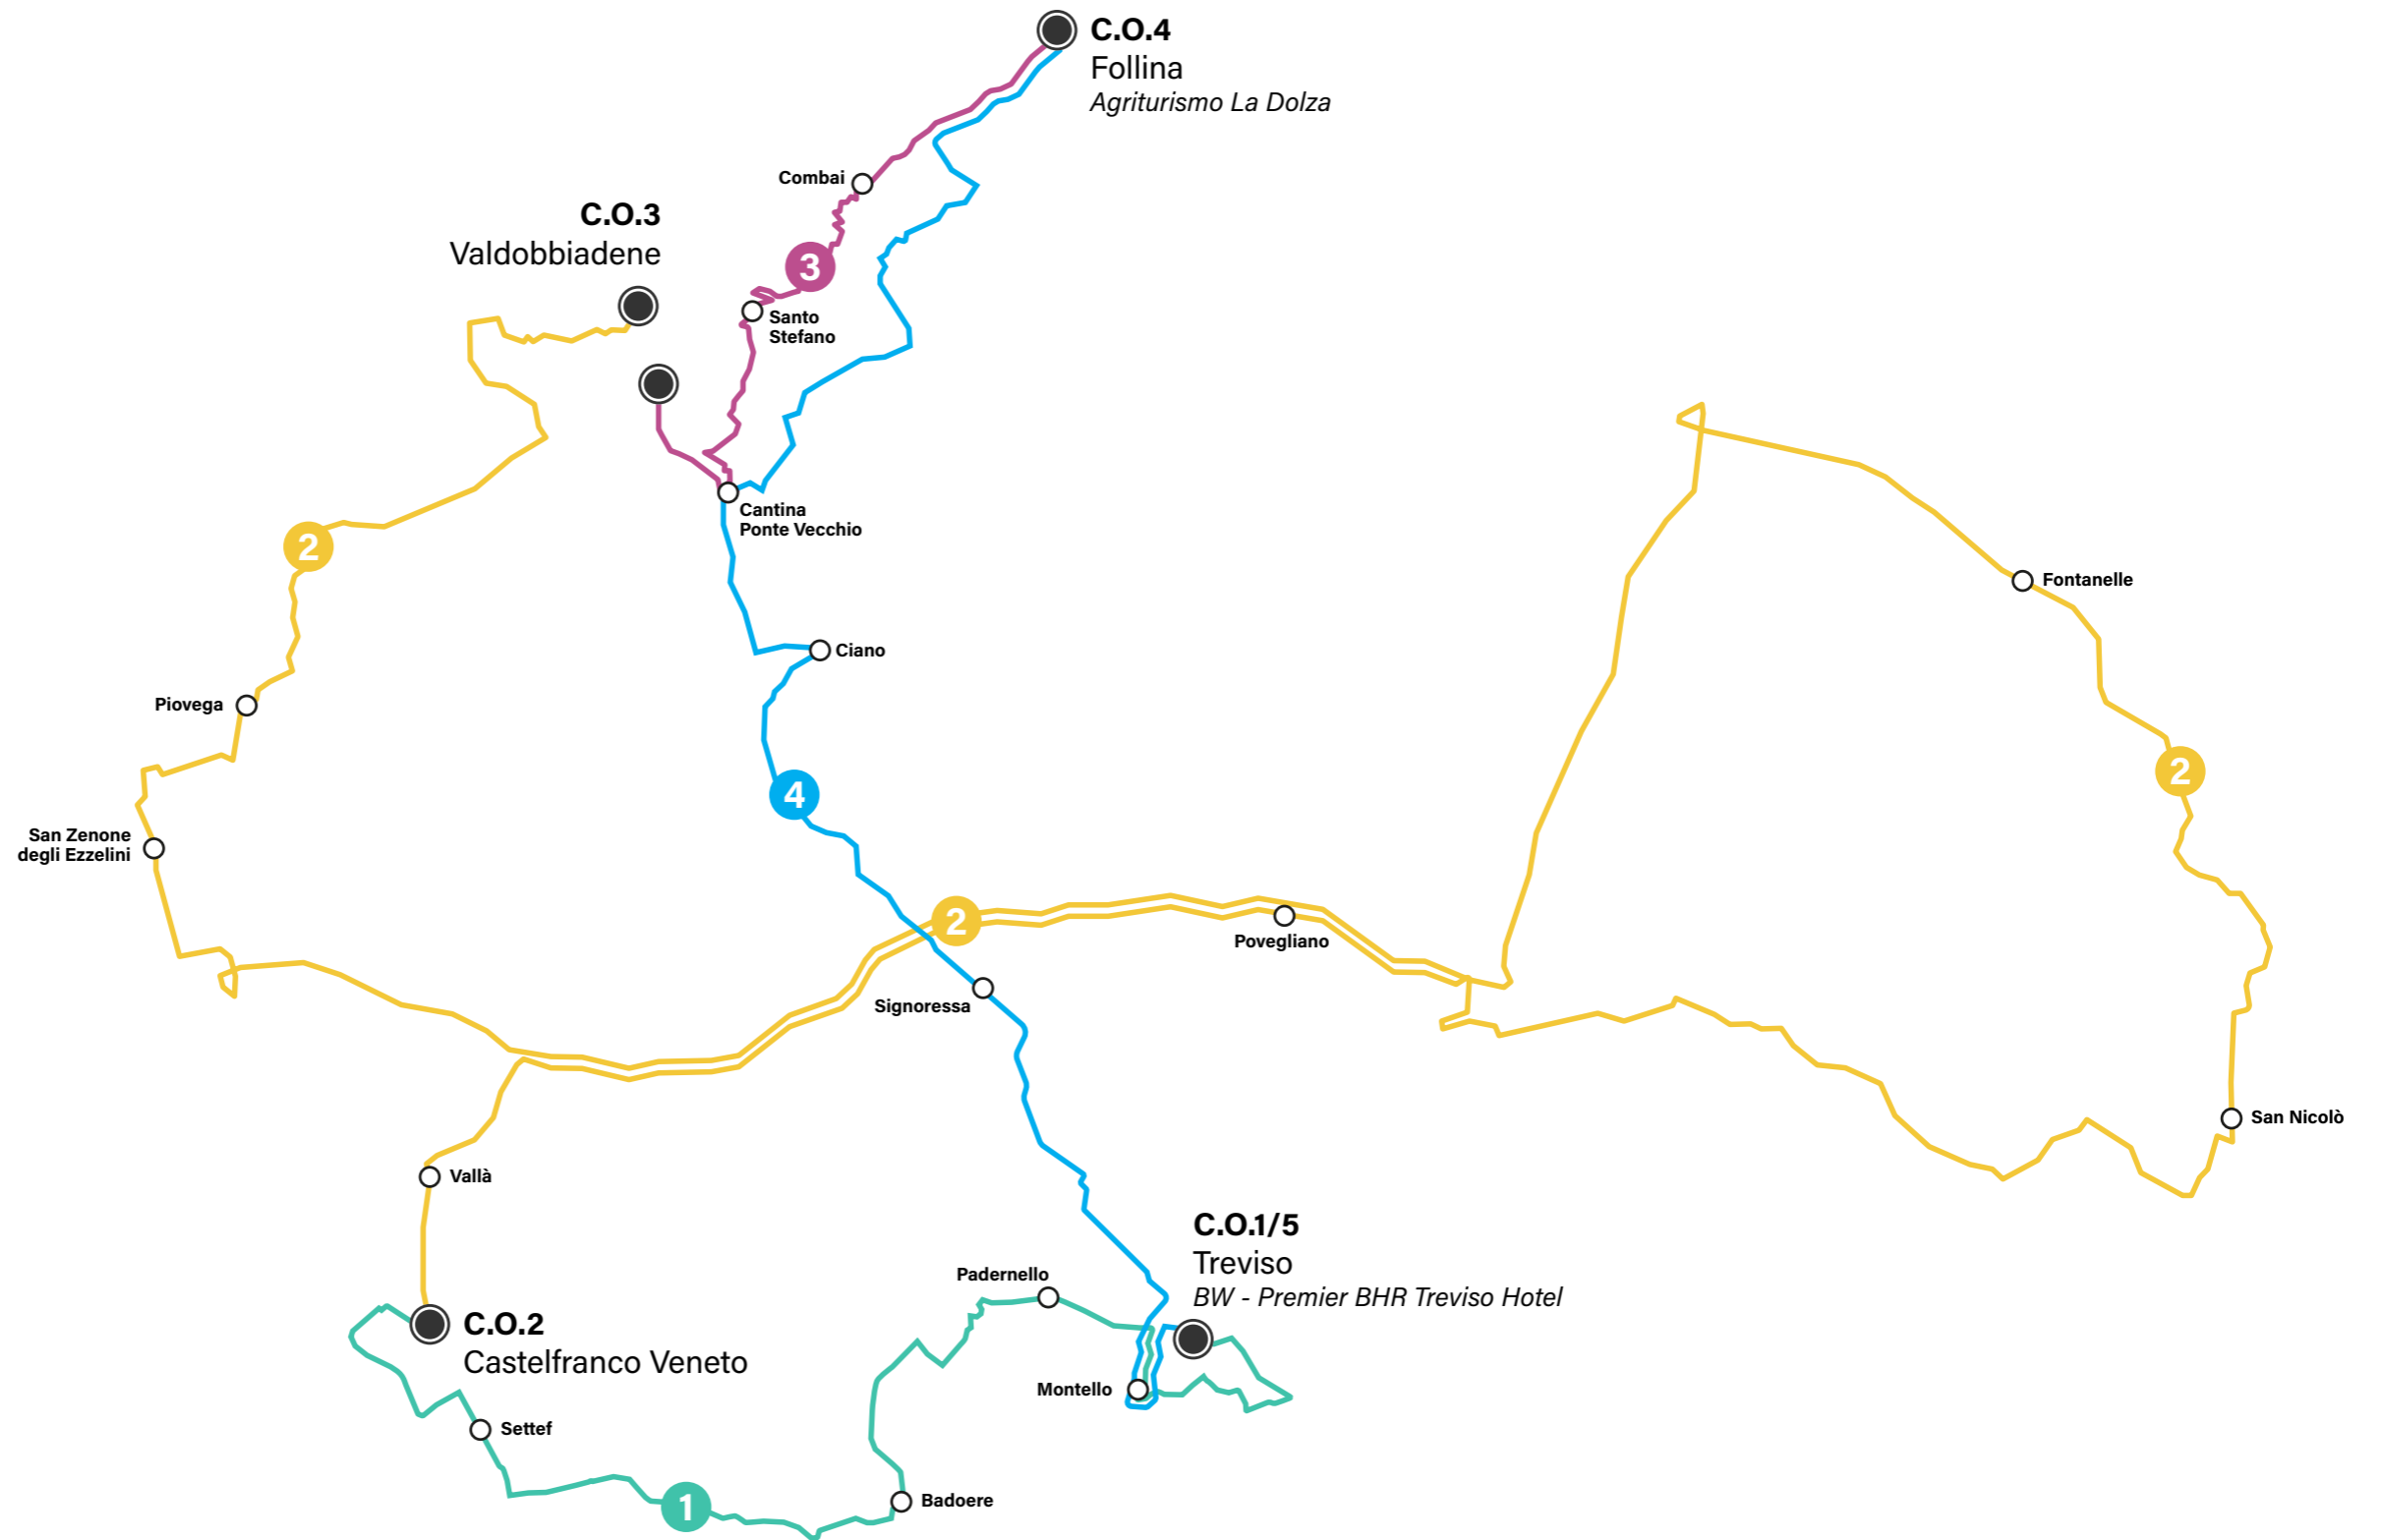 C.O.4
Follina
Agriturismo La Dolza
Combai
C.O.3
Valdobbiadene
3
Santo
Stefano
Cantina
Ponte Vecchio
2
Fontanelle
Ciano
Piovega
2
4
San Zenone
degli Ezzelini
2
Povegliano
Signoressa
San Nicolò
Vallà
C.O.1/5
Treviso
BW - Premier BHR Treviso Hotel
Padernello
C.O.2
Castelfranco Veneto
Montello
Settef
Badoere
1